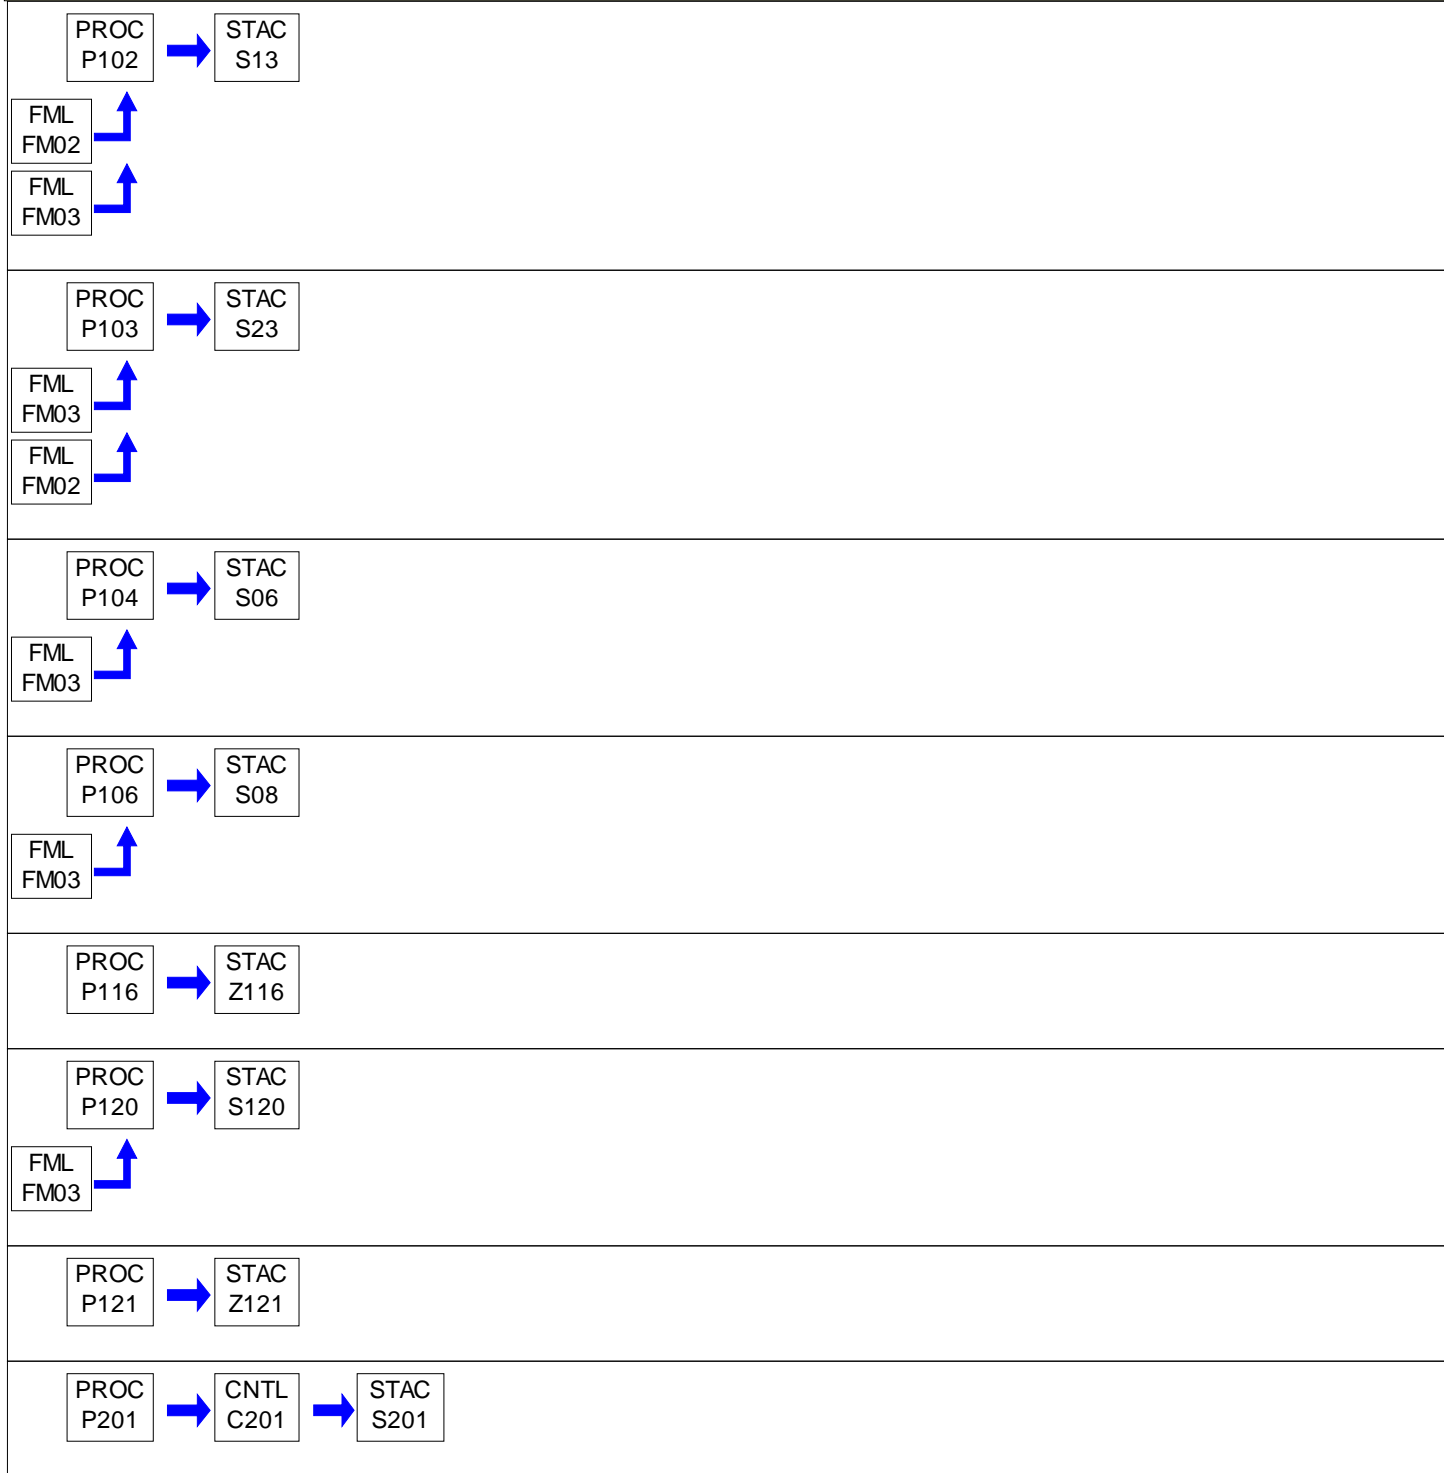 PROC
P102
STAC
S13
FML
FM02
FML
FM03
PROC
P103
STAC
S23
FML
FM03
FML
FM02
PROC
P104
STAC
S06
FML
FM03
PROC
P106
STAC
S08
FML
FM03
PROC
P116
STAC
Z116
PROC
P120
STAC
S120
FML
FM03
PROC
P121
STAC
Z121
PROC
P201
CNTL
C201
STAC
S201